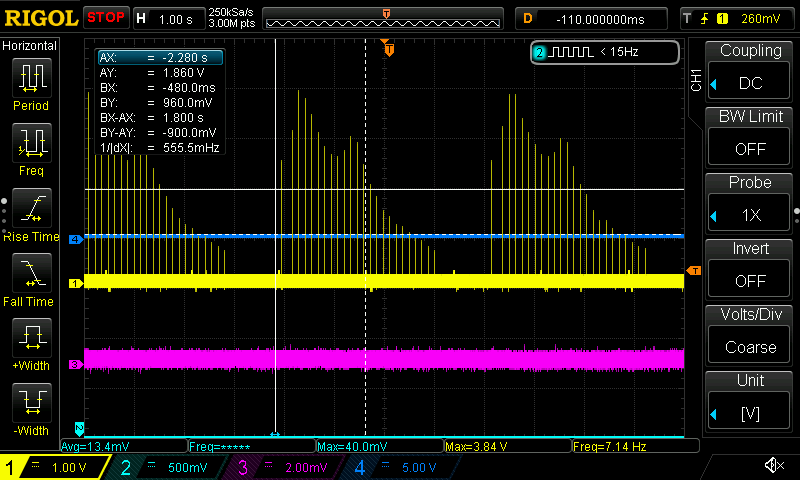 RIGOL STOP H 1.00 s 250kSa/s 3.00M pts T D -110.000000ms T 1 260mV
Horizontal
Period
Freq
Rise Time
Fall Time
+Width
-Width
AX: = -2.280 s
AY: = 1.860 V
BX: = -480.0ms
BY: = 960.0mV
BX-AX: = 1.800 s
BY-AY: = -900.0mV
1/|dX|: = 555.5mHz
T
2 < 15Hz
4
1
3
2
T
CH1
Coupling
DC
BW Limit
OFF
Probe
1X
Invert
OFF
Volts/Div
Coarse
Unit
[V]
Avg=13.4mV Freq=***** Max=40.0mV Max=3.84 V Freq=7.14 Hz
1 = 1.00 V 2 = 500mV 3 = 2.00mV 4 = 5.00 V